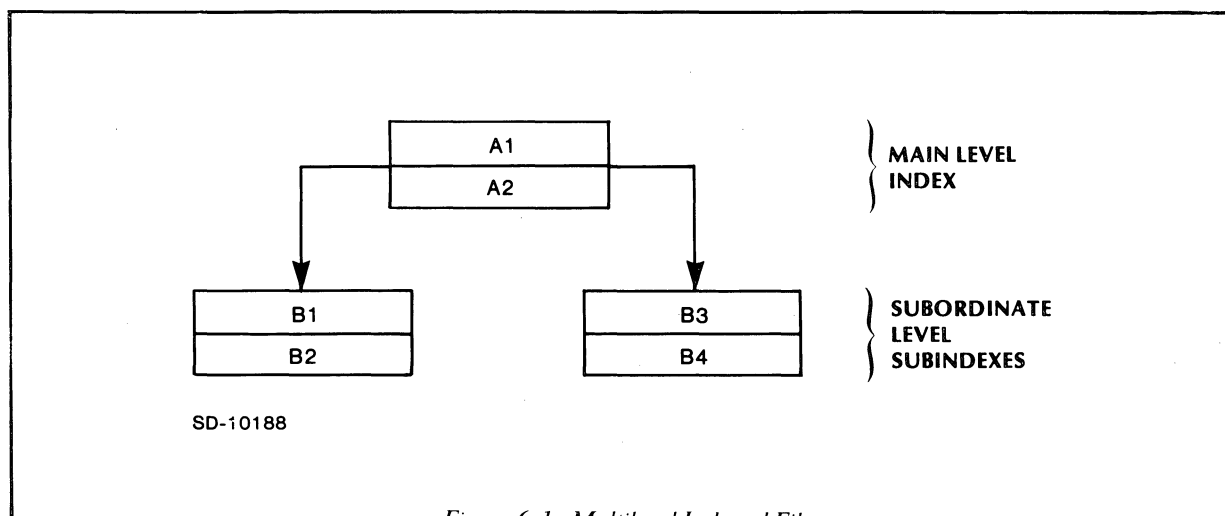 A1
A2
MAIN LEVEL
INDEX
B1
B2
B3
B4
SUBORDINATE
LEVEL
SUBINDEXES
SD-10188